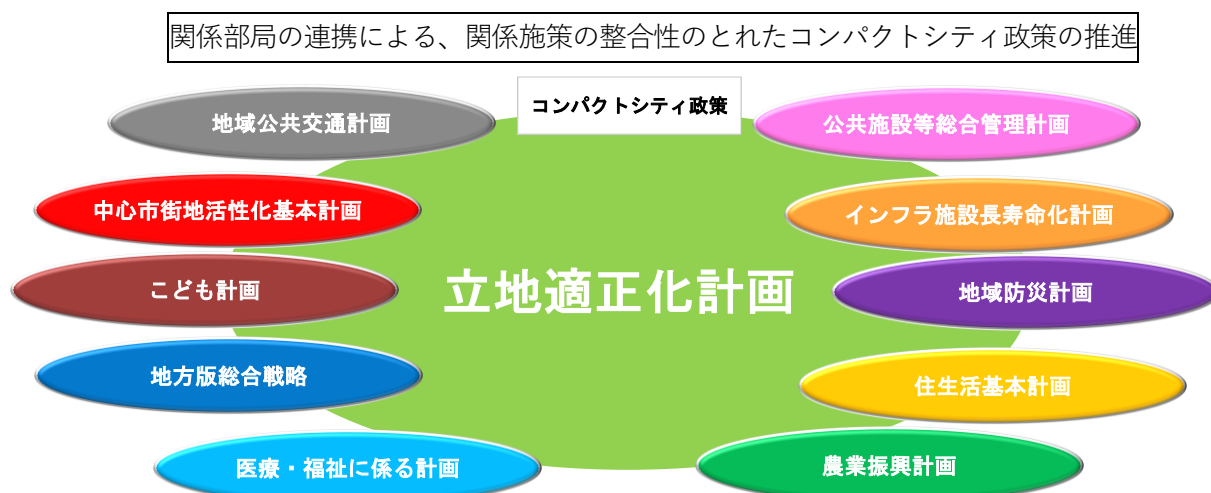 関係部局の連携による、関係施策の整合性のとれたコンパクトシティ政策の推進
コンパクトシティ政策
地域公共交通計画
公共施設等総合管理計画
中心市街地活性化基本計画
インフラ施設長寿命化計画
こども計画
立地適正化計画
地域防災計画
地方版総合戦略
住生活基本計画
医療・福祉に係る計画
農業振興計画